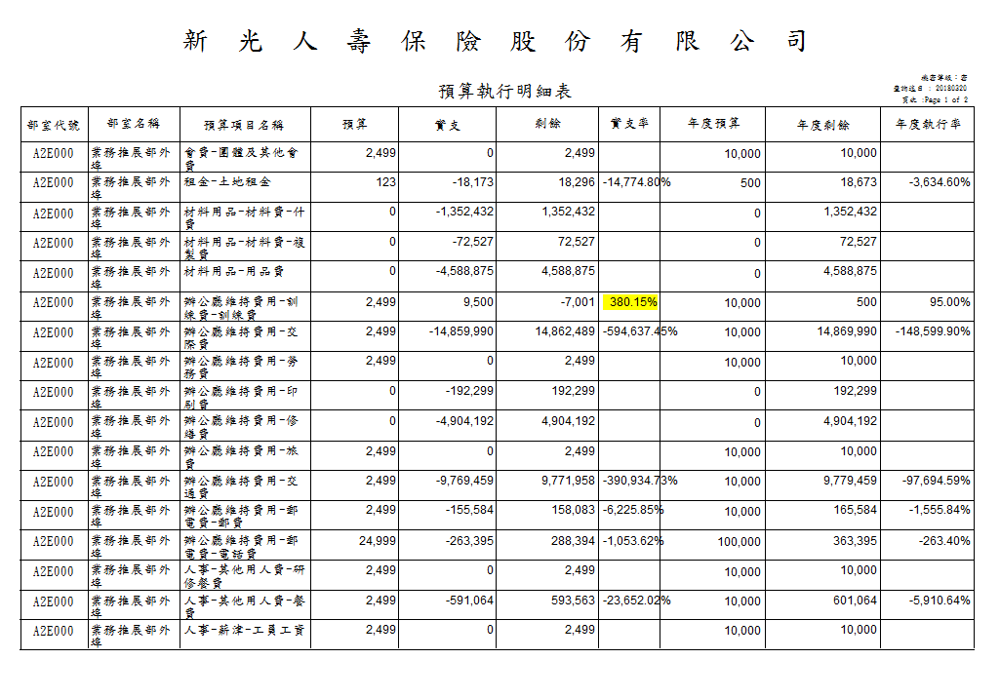 新光人壽保險股份有限公司
機密等級：密
預算執行明細表
查詢迄日 : 20180320
頁次 :Page 1 of 2
部室代號 部室名稱 預算項目名稱 預算 實支 剩餘 實支率 年度預算 年度剩餘 年度執行率
A2E000 業務推展部外 會費-團體及其他會 2,499 0 2,499 10,000 10,000
埠 費
A2E000 業務推展部外 租金-土地租金 123 -18,173 18,296 -14,774.80% 500 18,673 -3,634.60%
埠
A2E000 業務推展部外 材料用品-材料費-什 0 -1,352,432 1,352,432 0 1,352,432
埠 費
A2E000 業務推展部外 材料用品-材料費-複 0 -72,527 72,527 0 72,527
埠 製費
A2E000 業務推展部外 材料用品-用品費 0 -4,588,875 4,588,875 0 4,588,875
埠
A2E000 業務推展部外 辦公廳維持費用-訓 2,499 9,500 -7,001 380.15% 10,000 500 95.00%
埠 練費-訓練費
A2E000 業務推展部外 辦公廳維持費用-交 2,499 -14,859,990 14,862,489 -594,637.45% 10,000 14,869,990 -148,599.90%
埠 際費
A2E000 業務推展部外 辦公廳維持費用-勞 2,499 0 2,499 10,000 10,000
埠 務費
A2E000 業務推展部外 辦公廳維持費用-印 0 -192,299 192,299 0 192,299
埠 刷費
A2E000 業務推展部外 辦公廳維持費用-修 0 -4,904,192 4,904,192 0 4,904,192
埠 繕費
A2E000 業務推展部外 辦公廳維持費用-旅 2,499 0 2,499 10,000 10,000
埠 費
A2E000 業務推展部外 辦公廳維持費用-交 2,499 -9,769,459 9,771,958 -390,934.73% 10,000 9,779,459 -97,694.59%
埠 通費
A2E000 業務推展部外 辦公廳維持費用-郵 2,499 -155,584 158,083 -6,225.85% 10,000 165,584 -1,555.84%
埠 電費-郵費
A2E000 業務推展部外 辦公廳維持費用-郵 24,999 -263,395 288,394 -1,053.62% 100,000 363,395 -263.40%
埠 電費-電話費
A2E000 業務推展部外 人事-其他用人費-研 2,499 0 2,499 10,000 10,000
埠 修餐費
A2E000 業務推展部外 人事-其他用人費-餐 2,499 -591,064 593,563 -23,652.02% 10,000 601,064 -5,910.64%
埠 費
A2E000 業務推展部外 人事-薪津-工員工資 2,499 0 2,499 10,000 10,000
埠